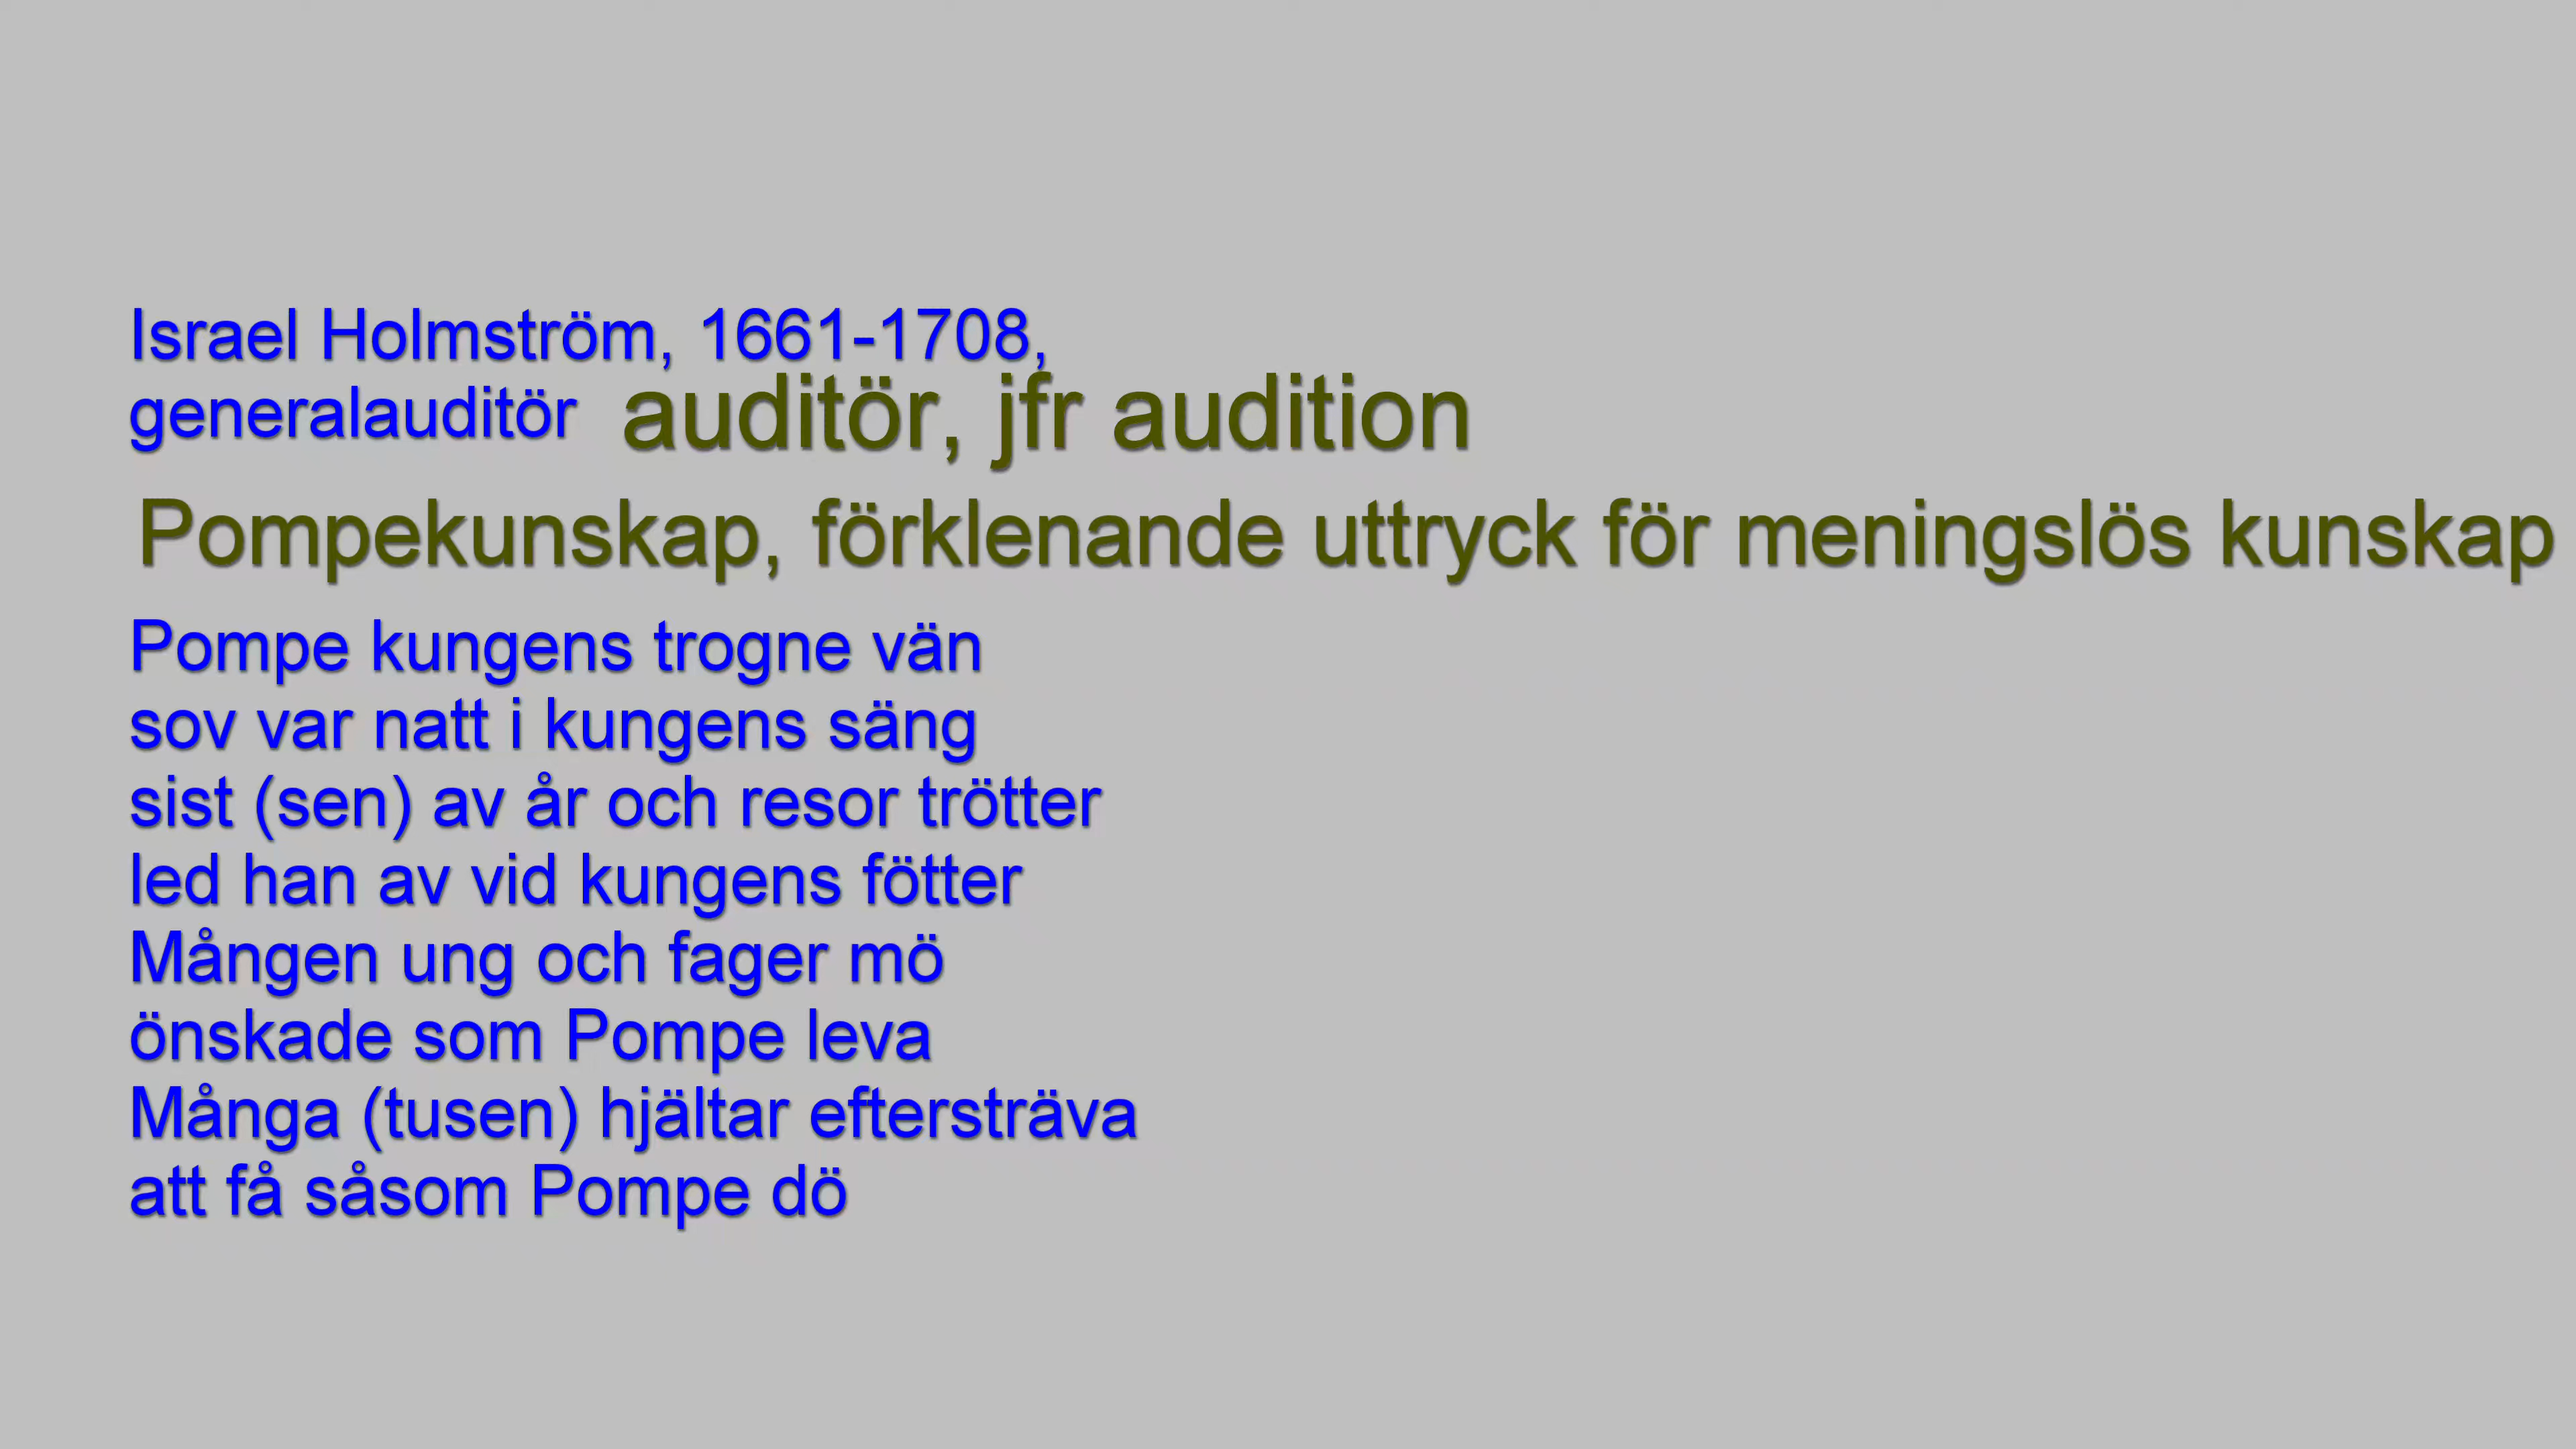 Israel Holmström, 1661-1708,
generalauditör auditör, jfr audition
Pompekunskap, förklenande uttryck för meningslös kunskap
Pompe kungens trogne vän
sov var natt i kungens säng
sist (sen) av år och resor trötter
led han av vid kungens fötter
Mången ung och fager mö
önskade som Pompe leva
Många (tusen) hjältar eftersträva
att få såsom Pompe dö